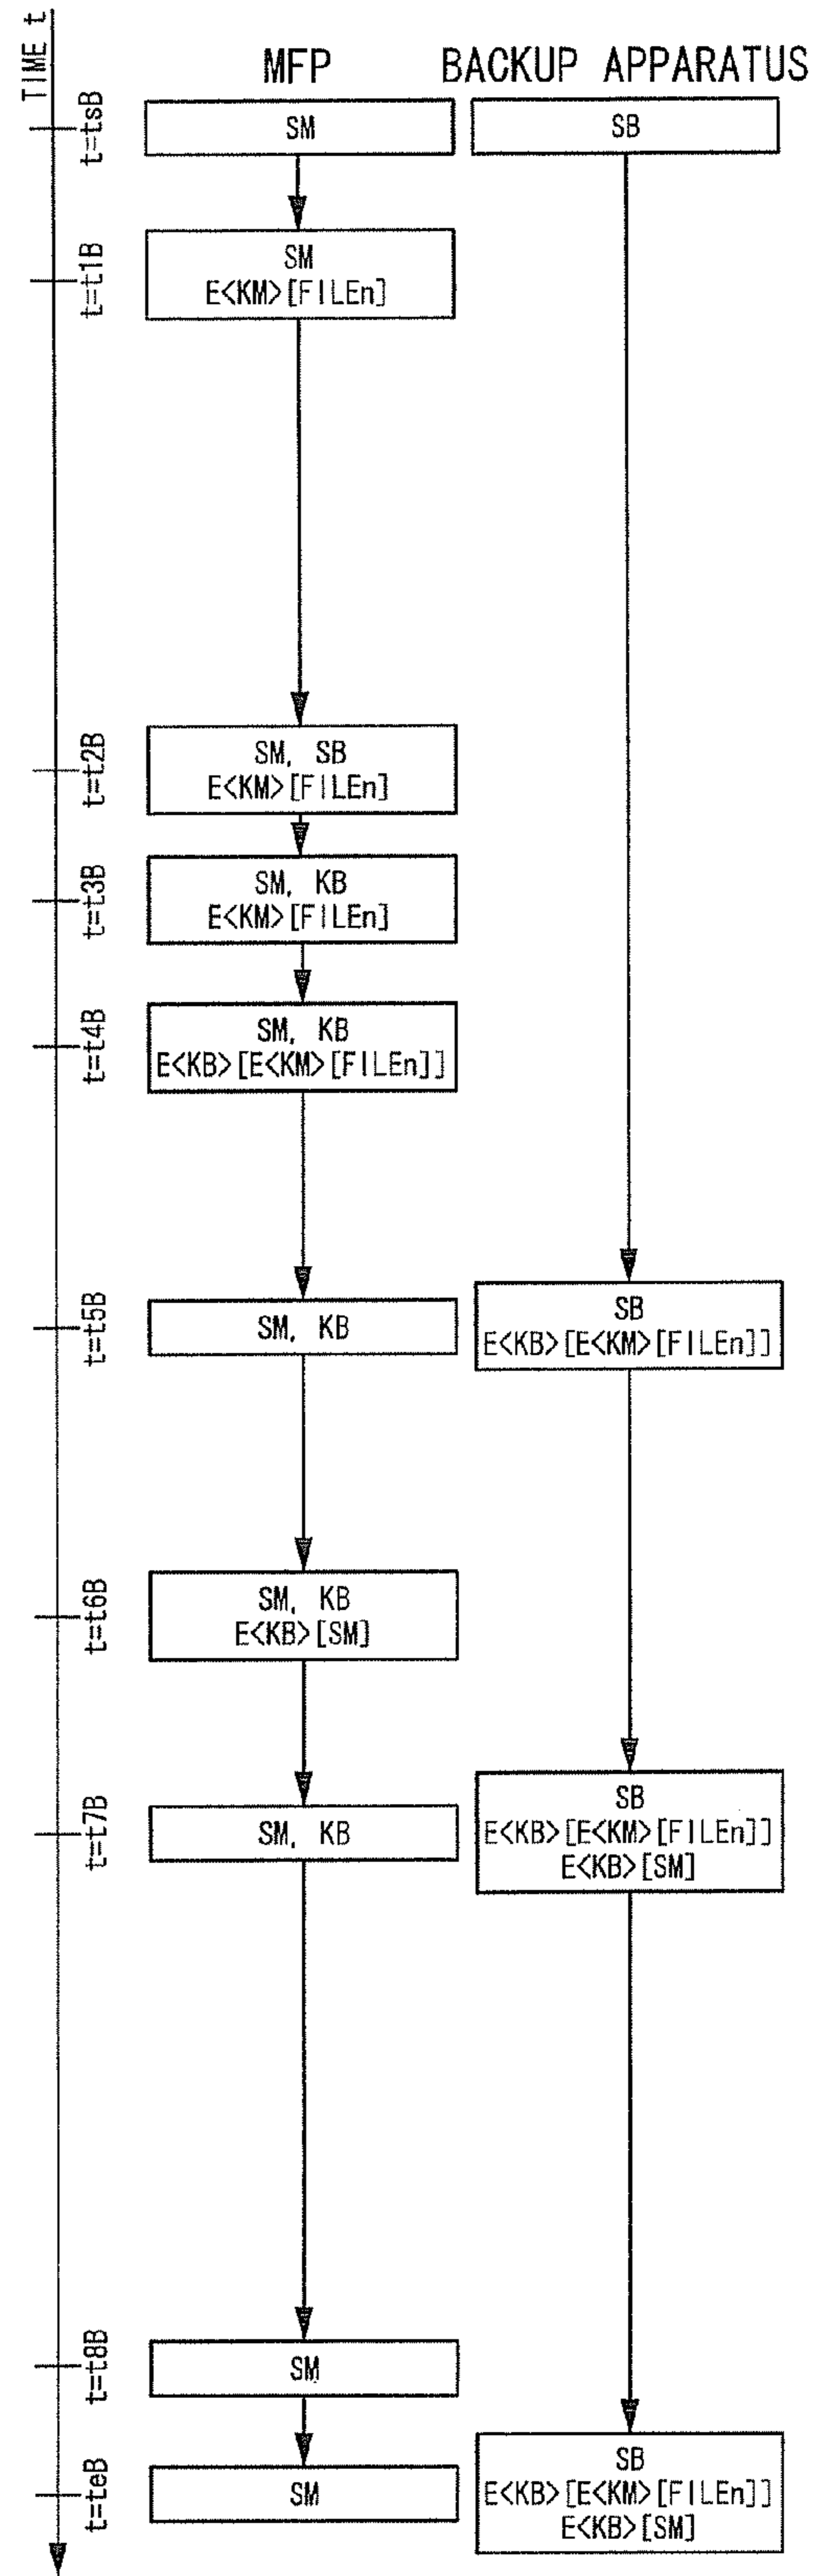 TIME t
MFP
BACKUP APPARATUS
t=tsB
SM
SB
t=t1B
SM
E<KM>[FILEn]
t=t2B
SM, SB
E<KM>[FILEn]
t=t3B
SM, KB
E<KM>[FILEn]
t=t4B
SM, KB
E<KB>[E<KM>[FILEn]]
t=t5B
SM, KB
SB
E<KB>[E<KM>[FILEn]]
t=t6B
SM, KB
E<KB>[SM]
t=t7B
SM, KB
SB
E<KB>[E<KM>[FILEn]]
E<KB>[SM]
t=t8B
SM
t=teB
SM
SB
E<KB>[E<KM>[FILEn]]
E<KB>[SM]